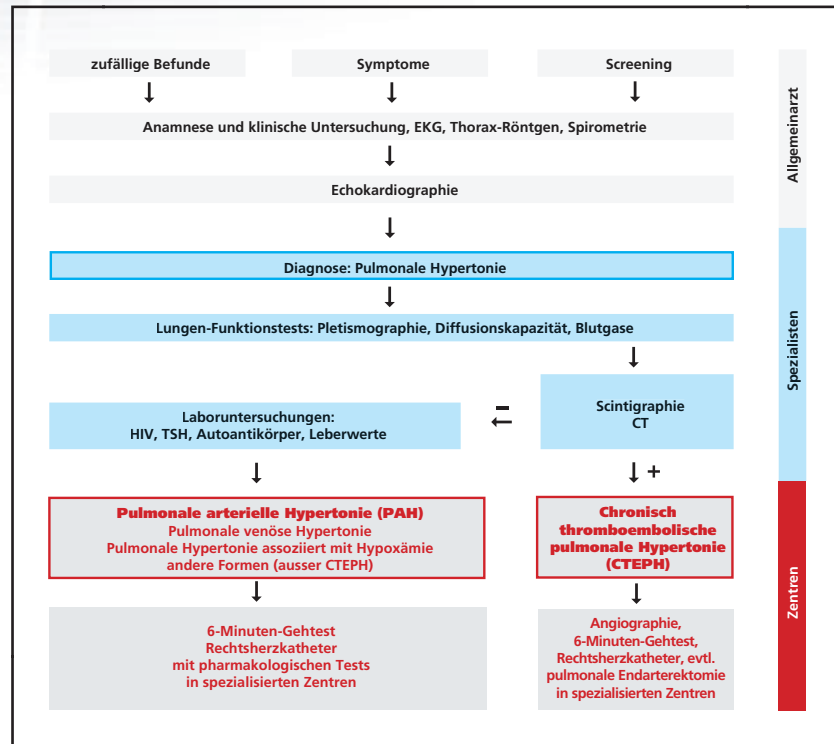 zufällige Befunde
Symptome
Screening
Anamnese und klinische Untersuchung, EKG, Thorax-Röntgen, Spirometrie
Echokardiographie
Diagnose: Pulmonale Hypertonie
Lungen-Funktionstests: Pletismographie, Diffusionskapazität, Blutgase
Laboruntersuchungen:
HIV, TSH, Autoantikörper, Leberwerte
–
Scintigraphie
CT
+
Pulmonale arterielle Hypertonie (PAH)
Pulmonale venöse Hypertonie
Pulmonale Hypertonie assoziiert mit Hypoxämie
andere Formen (ausser CTEPH)
Chronisch
thromboembolische
pulmonale Hypertonie
(CTEPH)
6-Minuten-Gehtest
Rechtsherzkatheter
mit pharmakologischen Tests
in spezialisierten Zentren
Angiographie,
6-Minuten-Gehtest,
Rechtsherzkatheter, evtl.
pulmonale Endarterektomie
in spezialisierten Zentren
Allgemeinarzt
Spezialisten
Zentren